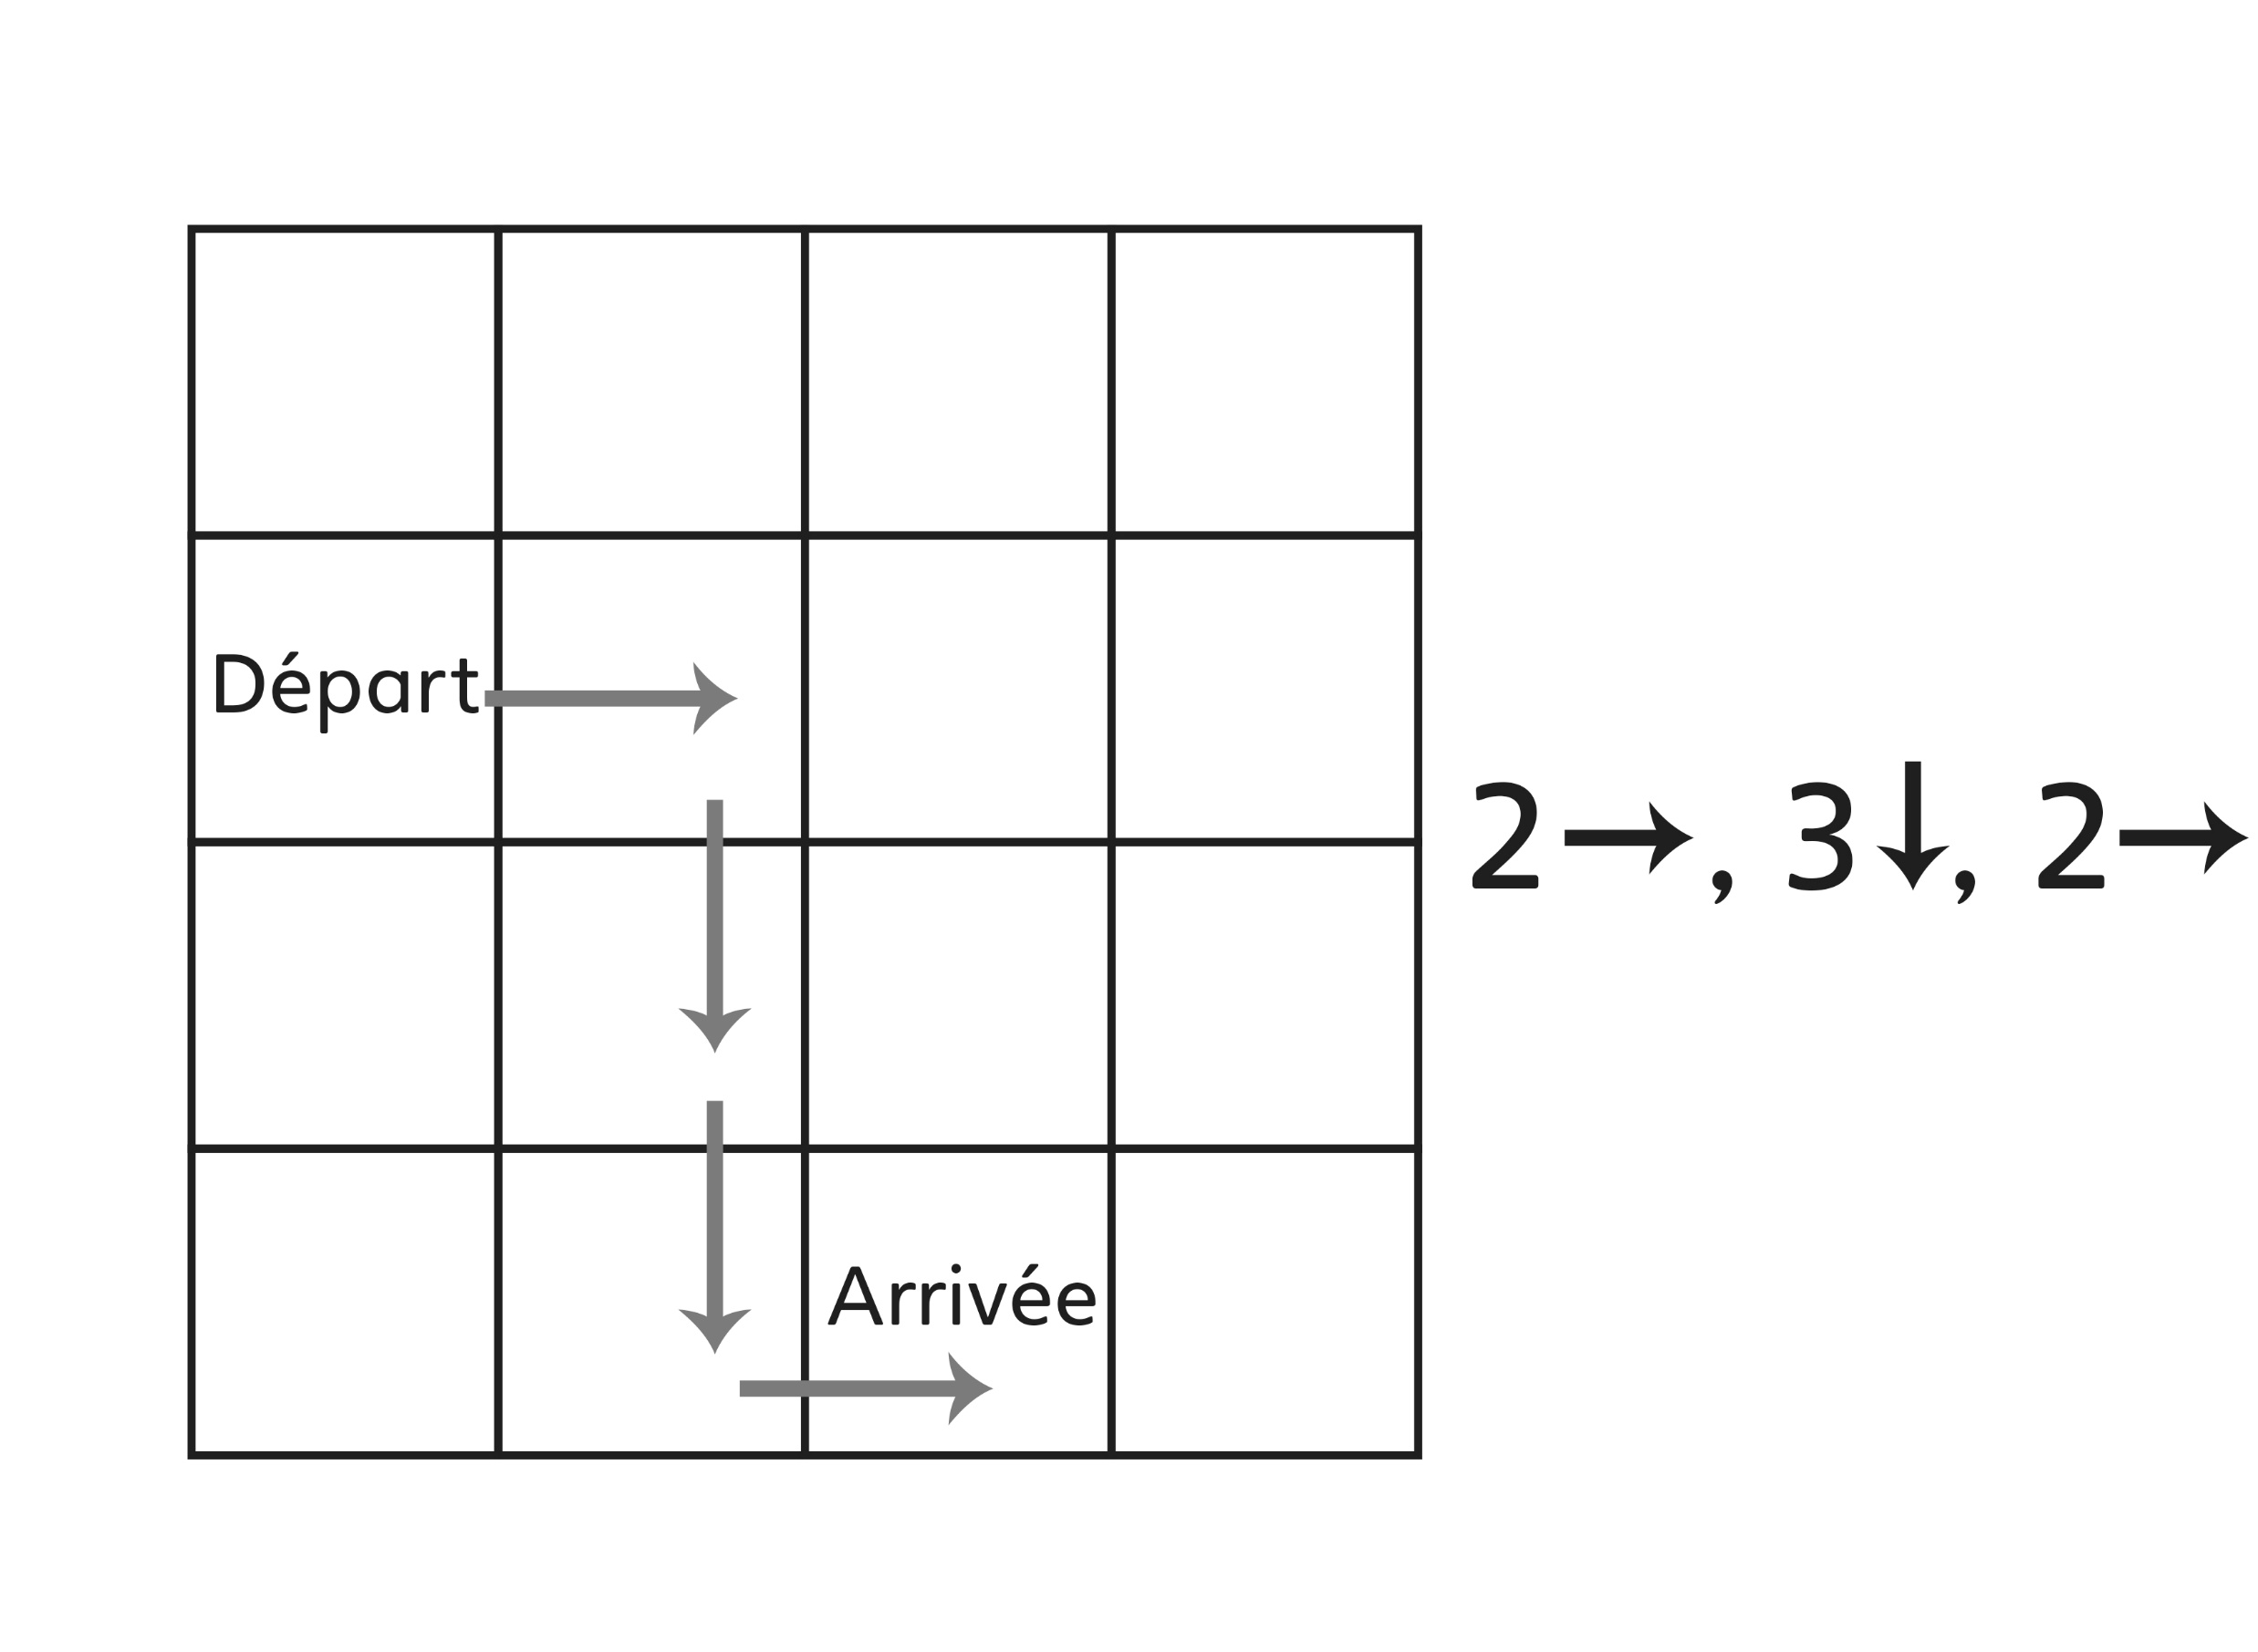 Départ
2→, 3↓, 2→
Arrivée